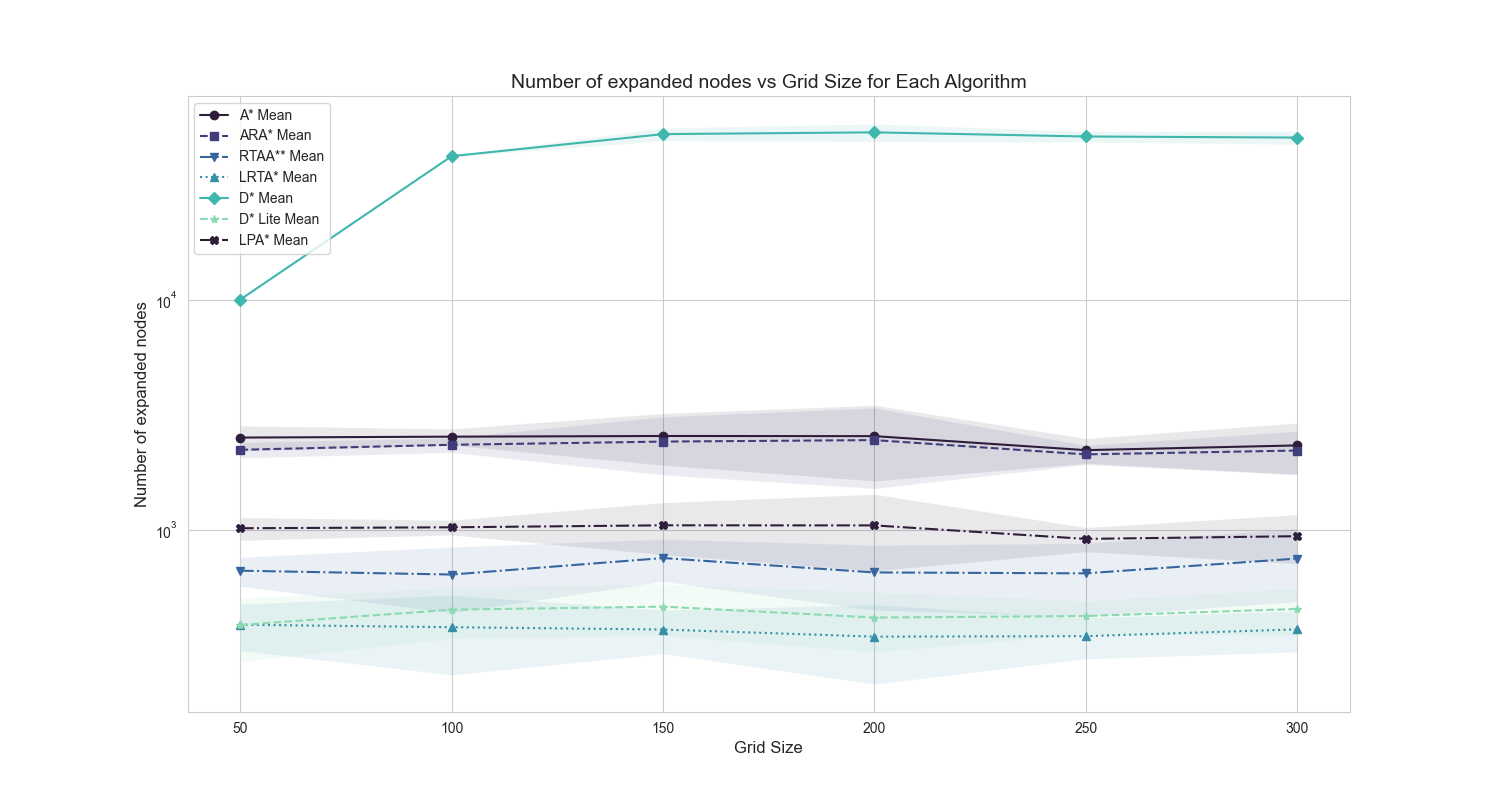 Number of expanded nodes vs Grid Size for Each Algorithm
A* Mean
ARA* Mean
RTAA** Mean
LRTA* Mean
D* Mean
D* Lite Mean
LPA* Mean
Number of expanded nodes
10⁴
10³
50 100 150 200 250 300
Grid Size